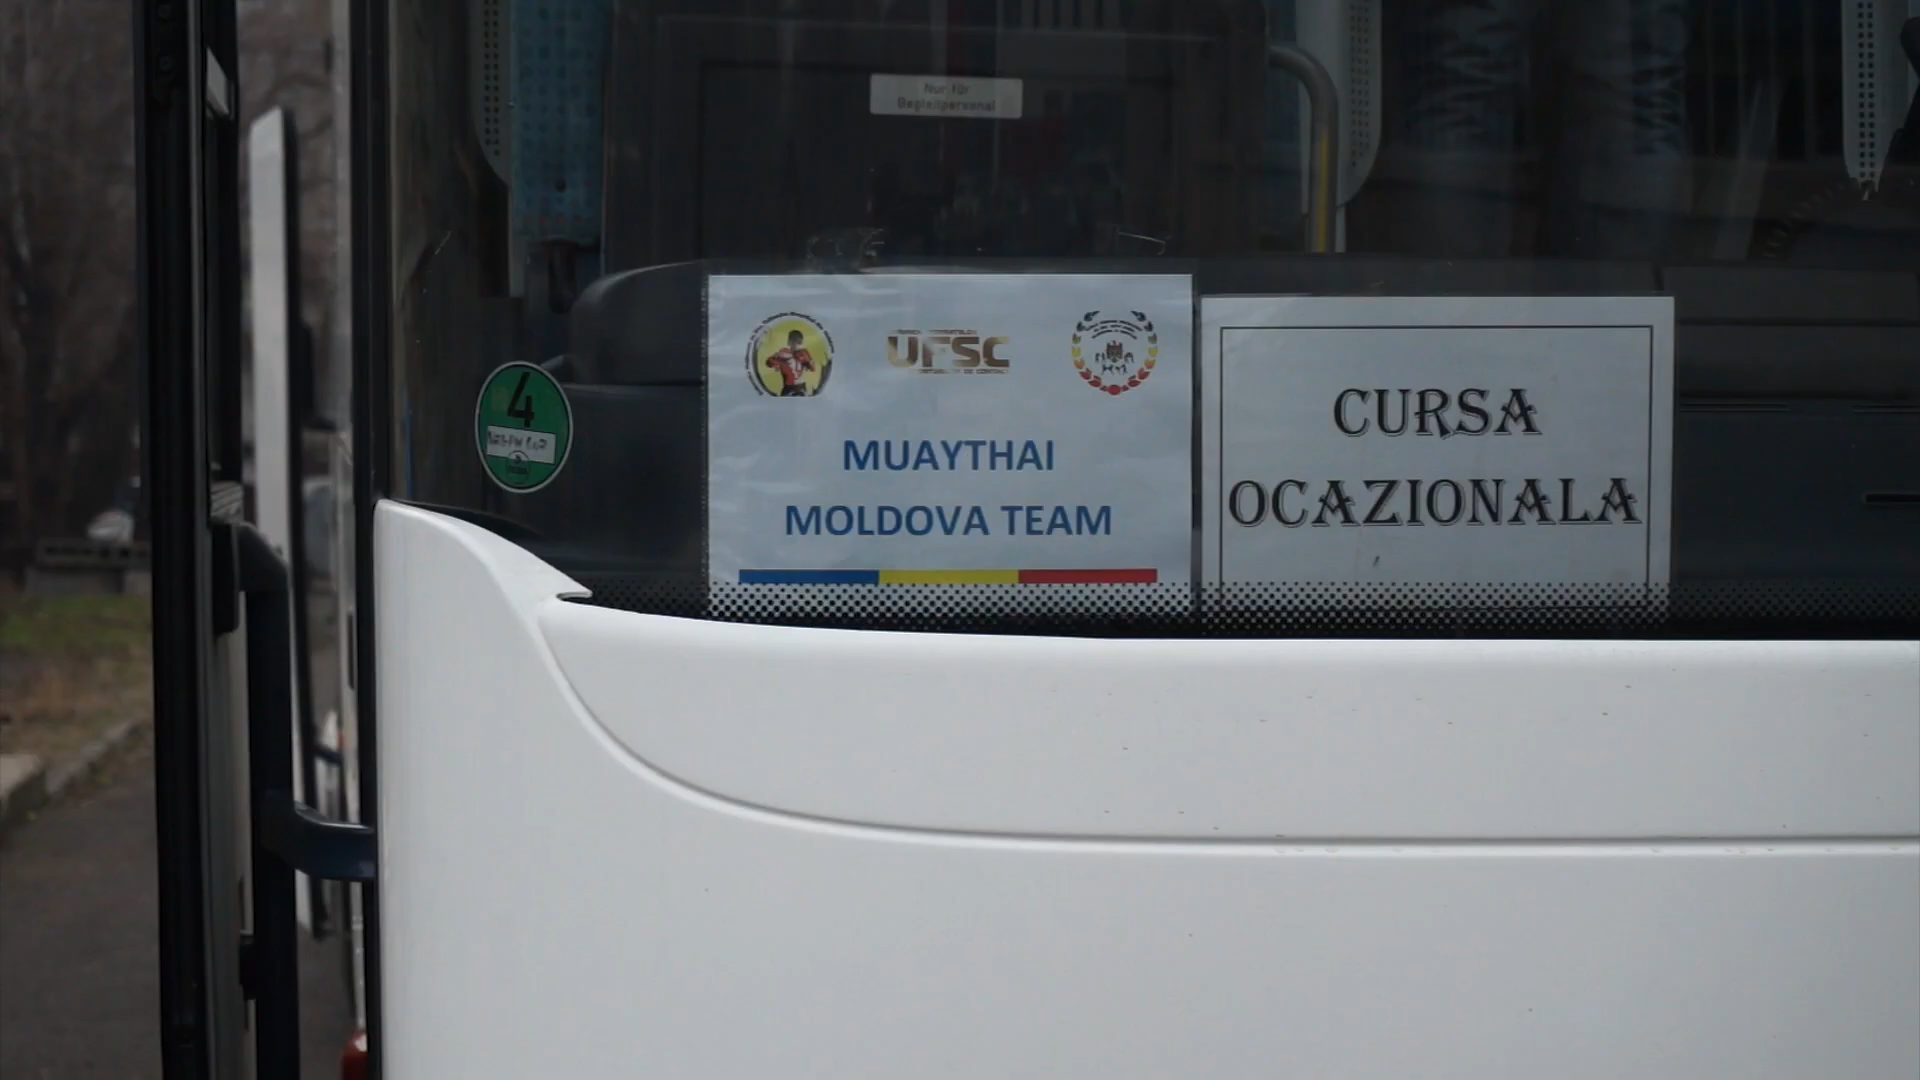 Nur für
Begleitpersonal
4
UFSC
MUAYTHAI
MOLDOVA TEAM
CURSA
OCAZIONALA